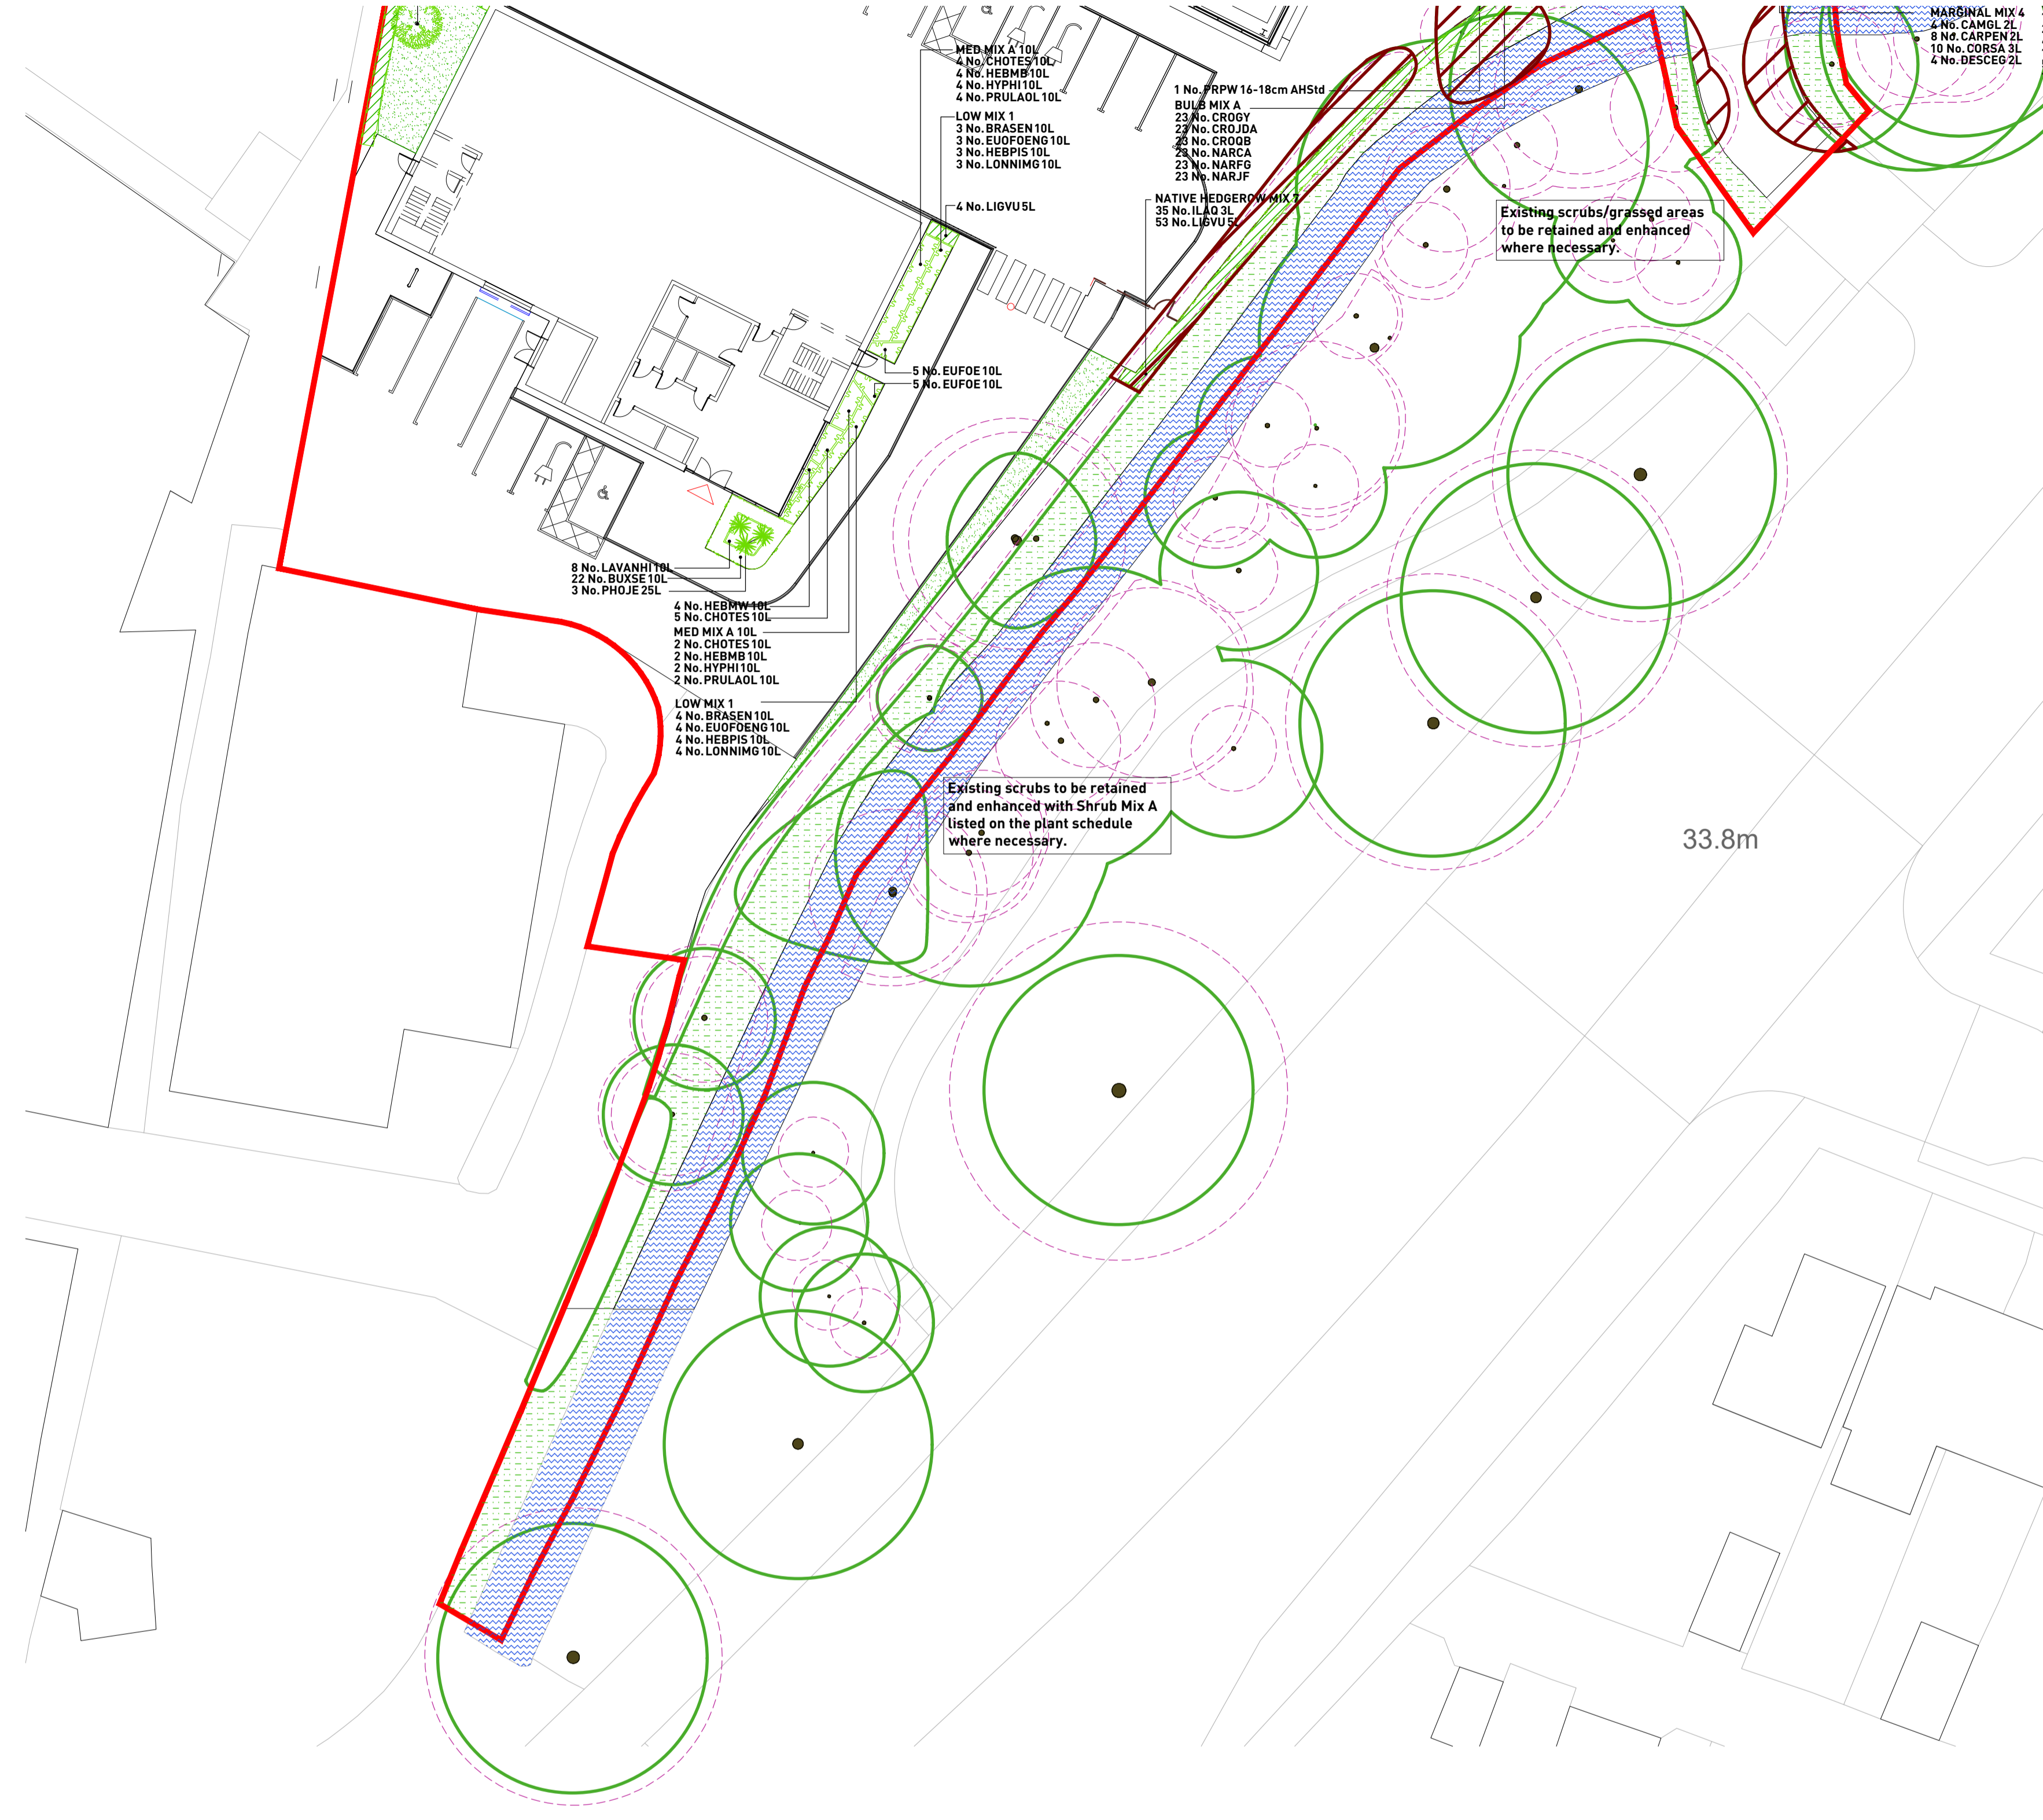 MED MIX A 10L
4 No. CHOTES 10L
4 No. HEBMB 10L
4 No. HYPHI 10L
4 No. PRULAOL 10L
LOW MIX 1
3 No. BRASEN 10L
3 No. EUOFOENG 10L
3 No. HEBPIS 10L
3 No. LONNIMG 10L
4 No. LIGVU 5L
1 No. PRPW 16-18cm AHStd
BULB MIX A
23 No. CROGY
23 No. CROJDA
23 No. CROQB
23 No. NARCA
23 No. NARFG
23 No. NARJF
NATIVE HEDGEROW MIX 7
35 No. ILAQ 3L
53 No. LIGVU 5L
MARGINAL MIX 4
4 No. CAMGL 2L
8 No. CARPEN 2L
10 No. CORSA 3L
4 No. DESCEG 2L
Existing scrubs/grassed areas
to be retained and enhanced
where necessary.
5 No. EUFOE 10L
5 No. EUFOE 10L
8 No. LAVANHI 10L
22 No. BUXSE 10L
3 No. PHOJE 25L
4 No. HEBMW 10L
5 No. CHOTES 10L
MED MIX A 10L
2 No. CHOTES 10L
2 No. HEBMB 10L
2 No. HYPHI 10L
2 No. PRULAOL 10L
LOW MIX 1
4 No. BRASEN 10L
4 No. EUOFOENG 10L
4 No. HEBPIS 10L
4 No. LONNIMG 10L
Existing scrubs to be retained
and enhanced with Shrub Mix A
listed on the plant schedule
where necessary.
33.8m